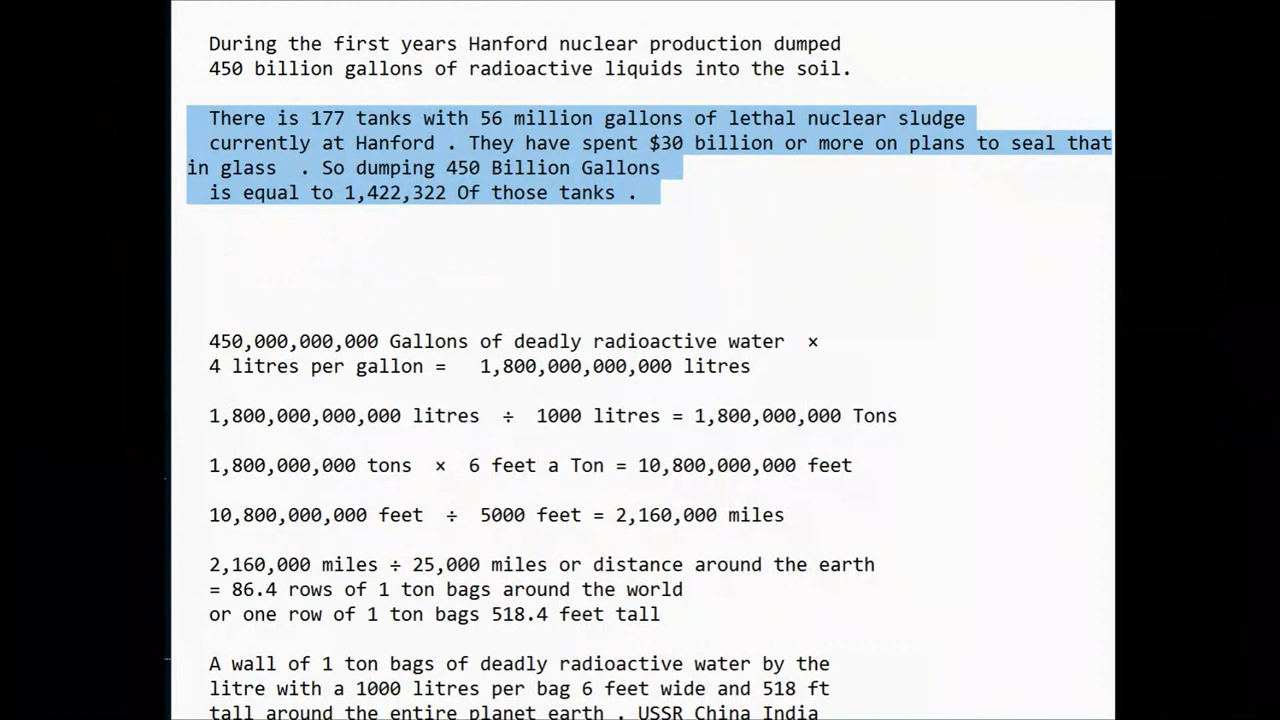 During the first years Hanford nuclear production dumped
450 billion gallons of radioactive liquids into the soil.
There is 177 tanks with 56 million gallons of lethal nuclear sludge
currently at Hanford . They have spent $30 billion or more on plans to seal that
in glass . So dumping 450 Billion Gallons
is equal to 1,422,322 Of those tanks .
450,000,000,000 Gallons of deadly radioactive water ×
4 litres per gallon = 1,800,000,000,000 litres
1,800,000,000,000 litres ÷ 1000 litres = 1,800,000,000 Tons
1,800,000,000 tons × 6 feet a Ton = 10,800,000,000 feet
10,800,000,000 feet ÷ 5000 feet = 2,160,000 miles
2,160,000 miles ÷ 25,000 miles or distance around the earth
= 86.4 rows of 1 ton bags around the world
or one row of 1 ton bags 518.4 feet tall
A wall of 1 ton bags of deadly radioactive water by the
litre with a 1000 litres per bag 6 feet wide and 518 ft
tall around the entire planet earth . USSR China India